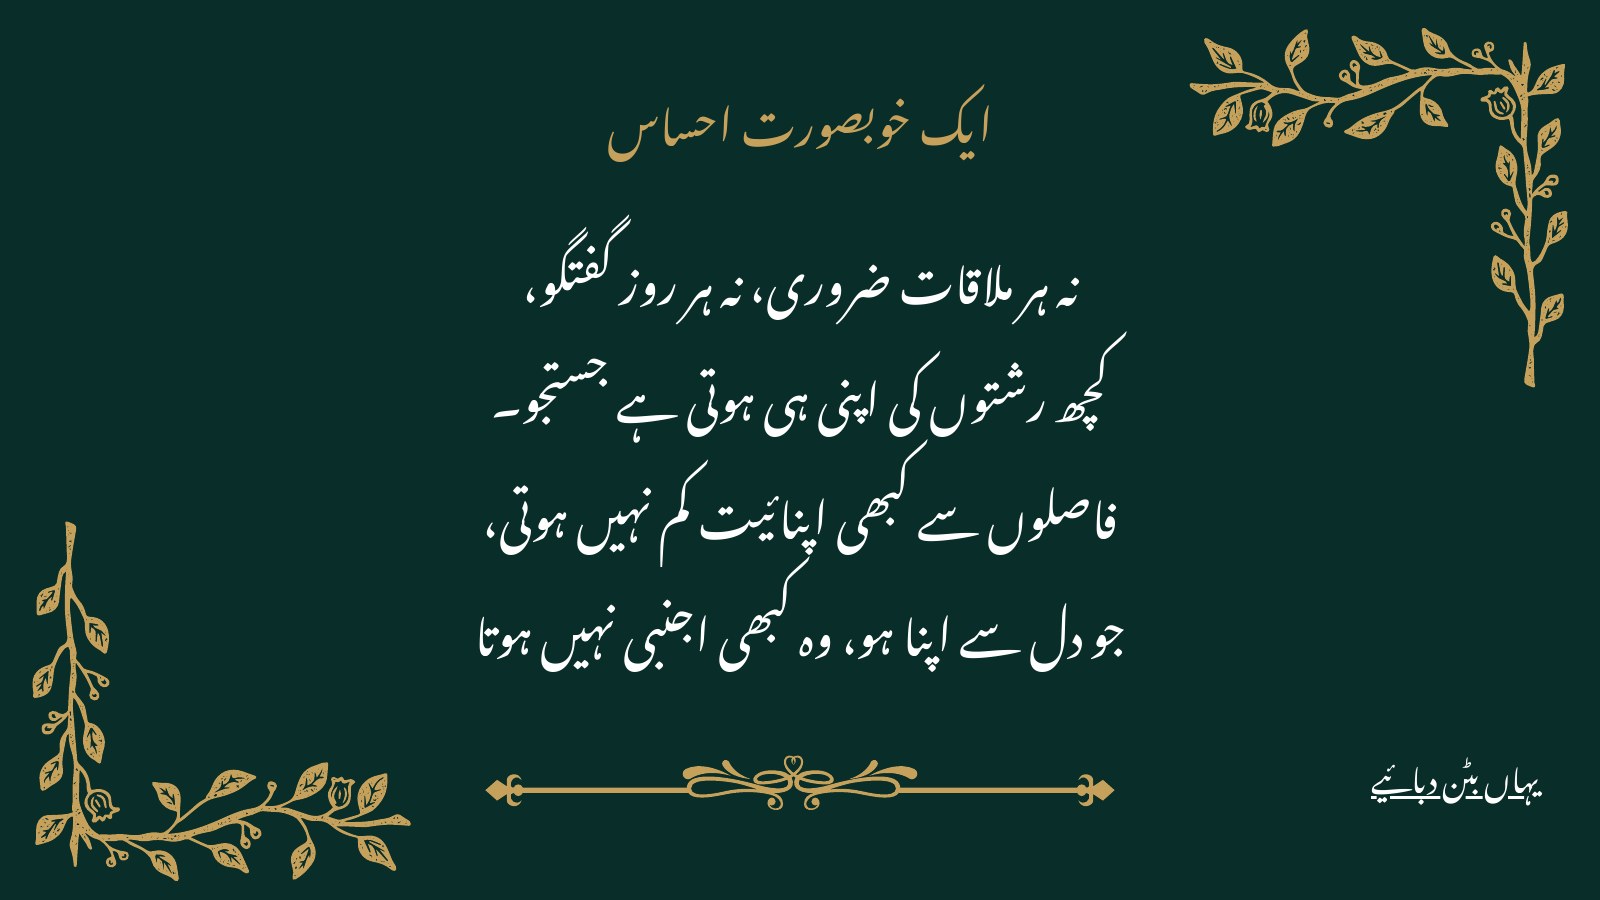 ایک خوبصورت احساس
نہ ہر ملاقات ضروری، نہ ہر روز گفتگو،
کچھ رشتوں کی اپنی ہی ہوتی ہے جستجو۔
فاصلوں سے کبھی اپنائیت کم نہیں ہوتی،
جو دل سے اپنا ہو، وہ کبھی اجنبی نہیں ہوتا
یہاں بٹن دبائیے